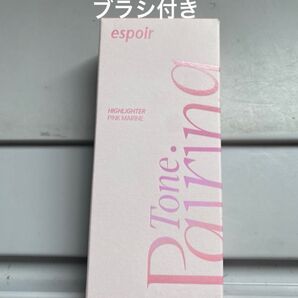 ブラシ付き
espoir
HIGHLIGHTER
PINK MARINE
Tone.
Pairing